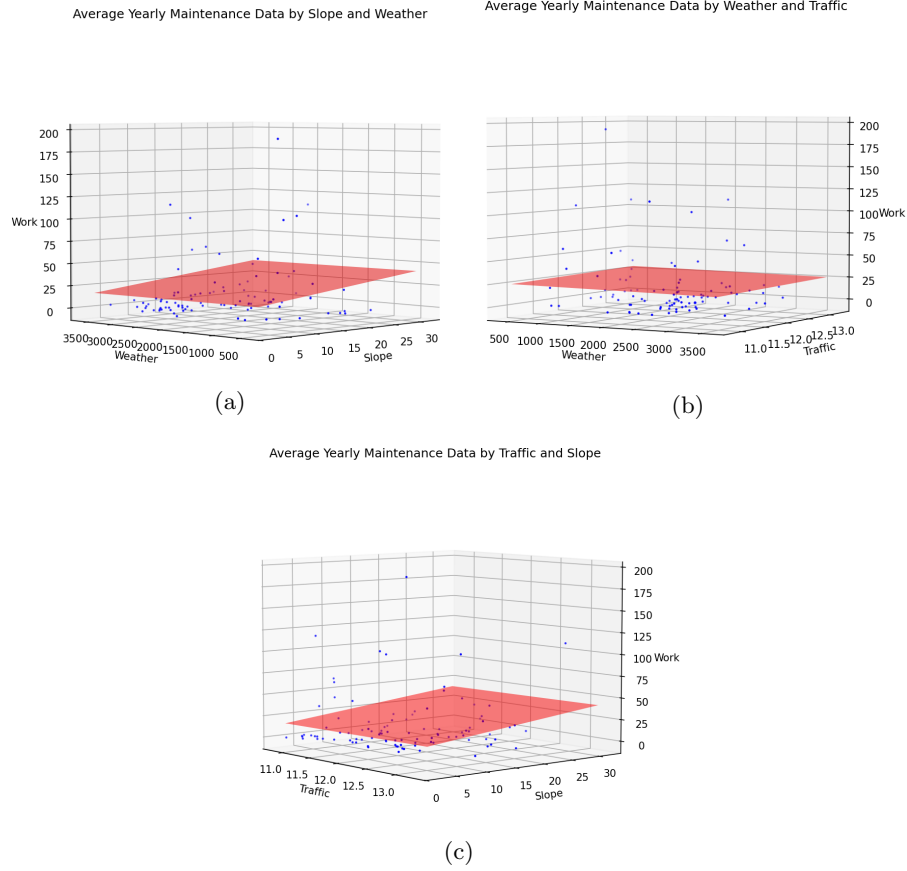 Average Yearly Maintenance Data by Slope and Weather
200
175
150
125
Work 100
75
50
25
0
3500 3000 2500 2000 1500 1000 500
Weather
0 5 10 15 20 25 30
Slope
(a)
Average Yearly Maintenance Data by Weather and Traffic
200
175
150
125
100 Work
75
50
25
0
500 1000 1500 2000 2500 3000 3500
Weather
11.0 11.5 12.0 12.5 13.0
Traffic
(b)
Average Yearly Maintenance Data by Traffic and Slope
200
175
150
125
100 Work
75
50
25
0
11.0 11.5 12.0 12.5 13.0
Traffic
0 5 10 15 20 25 30
Slope
(c)